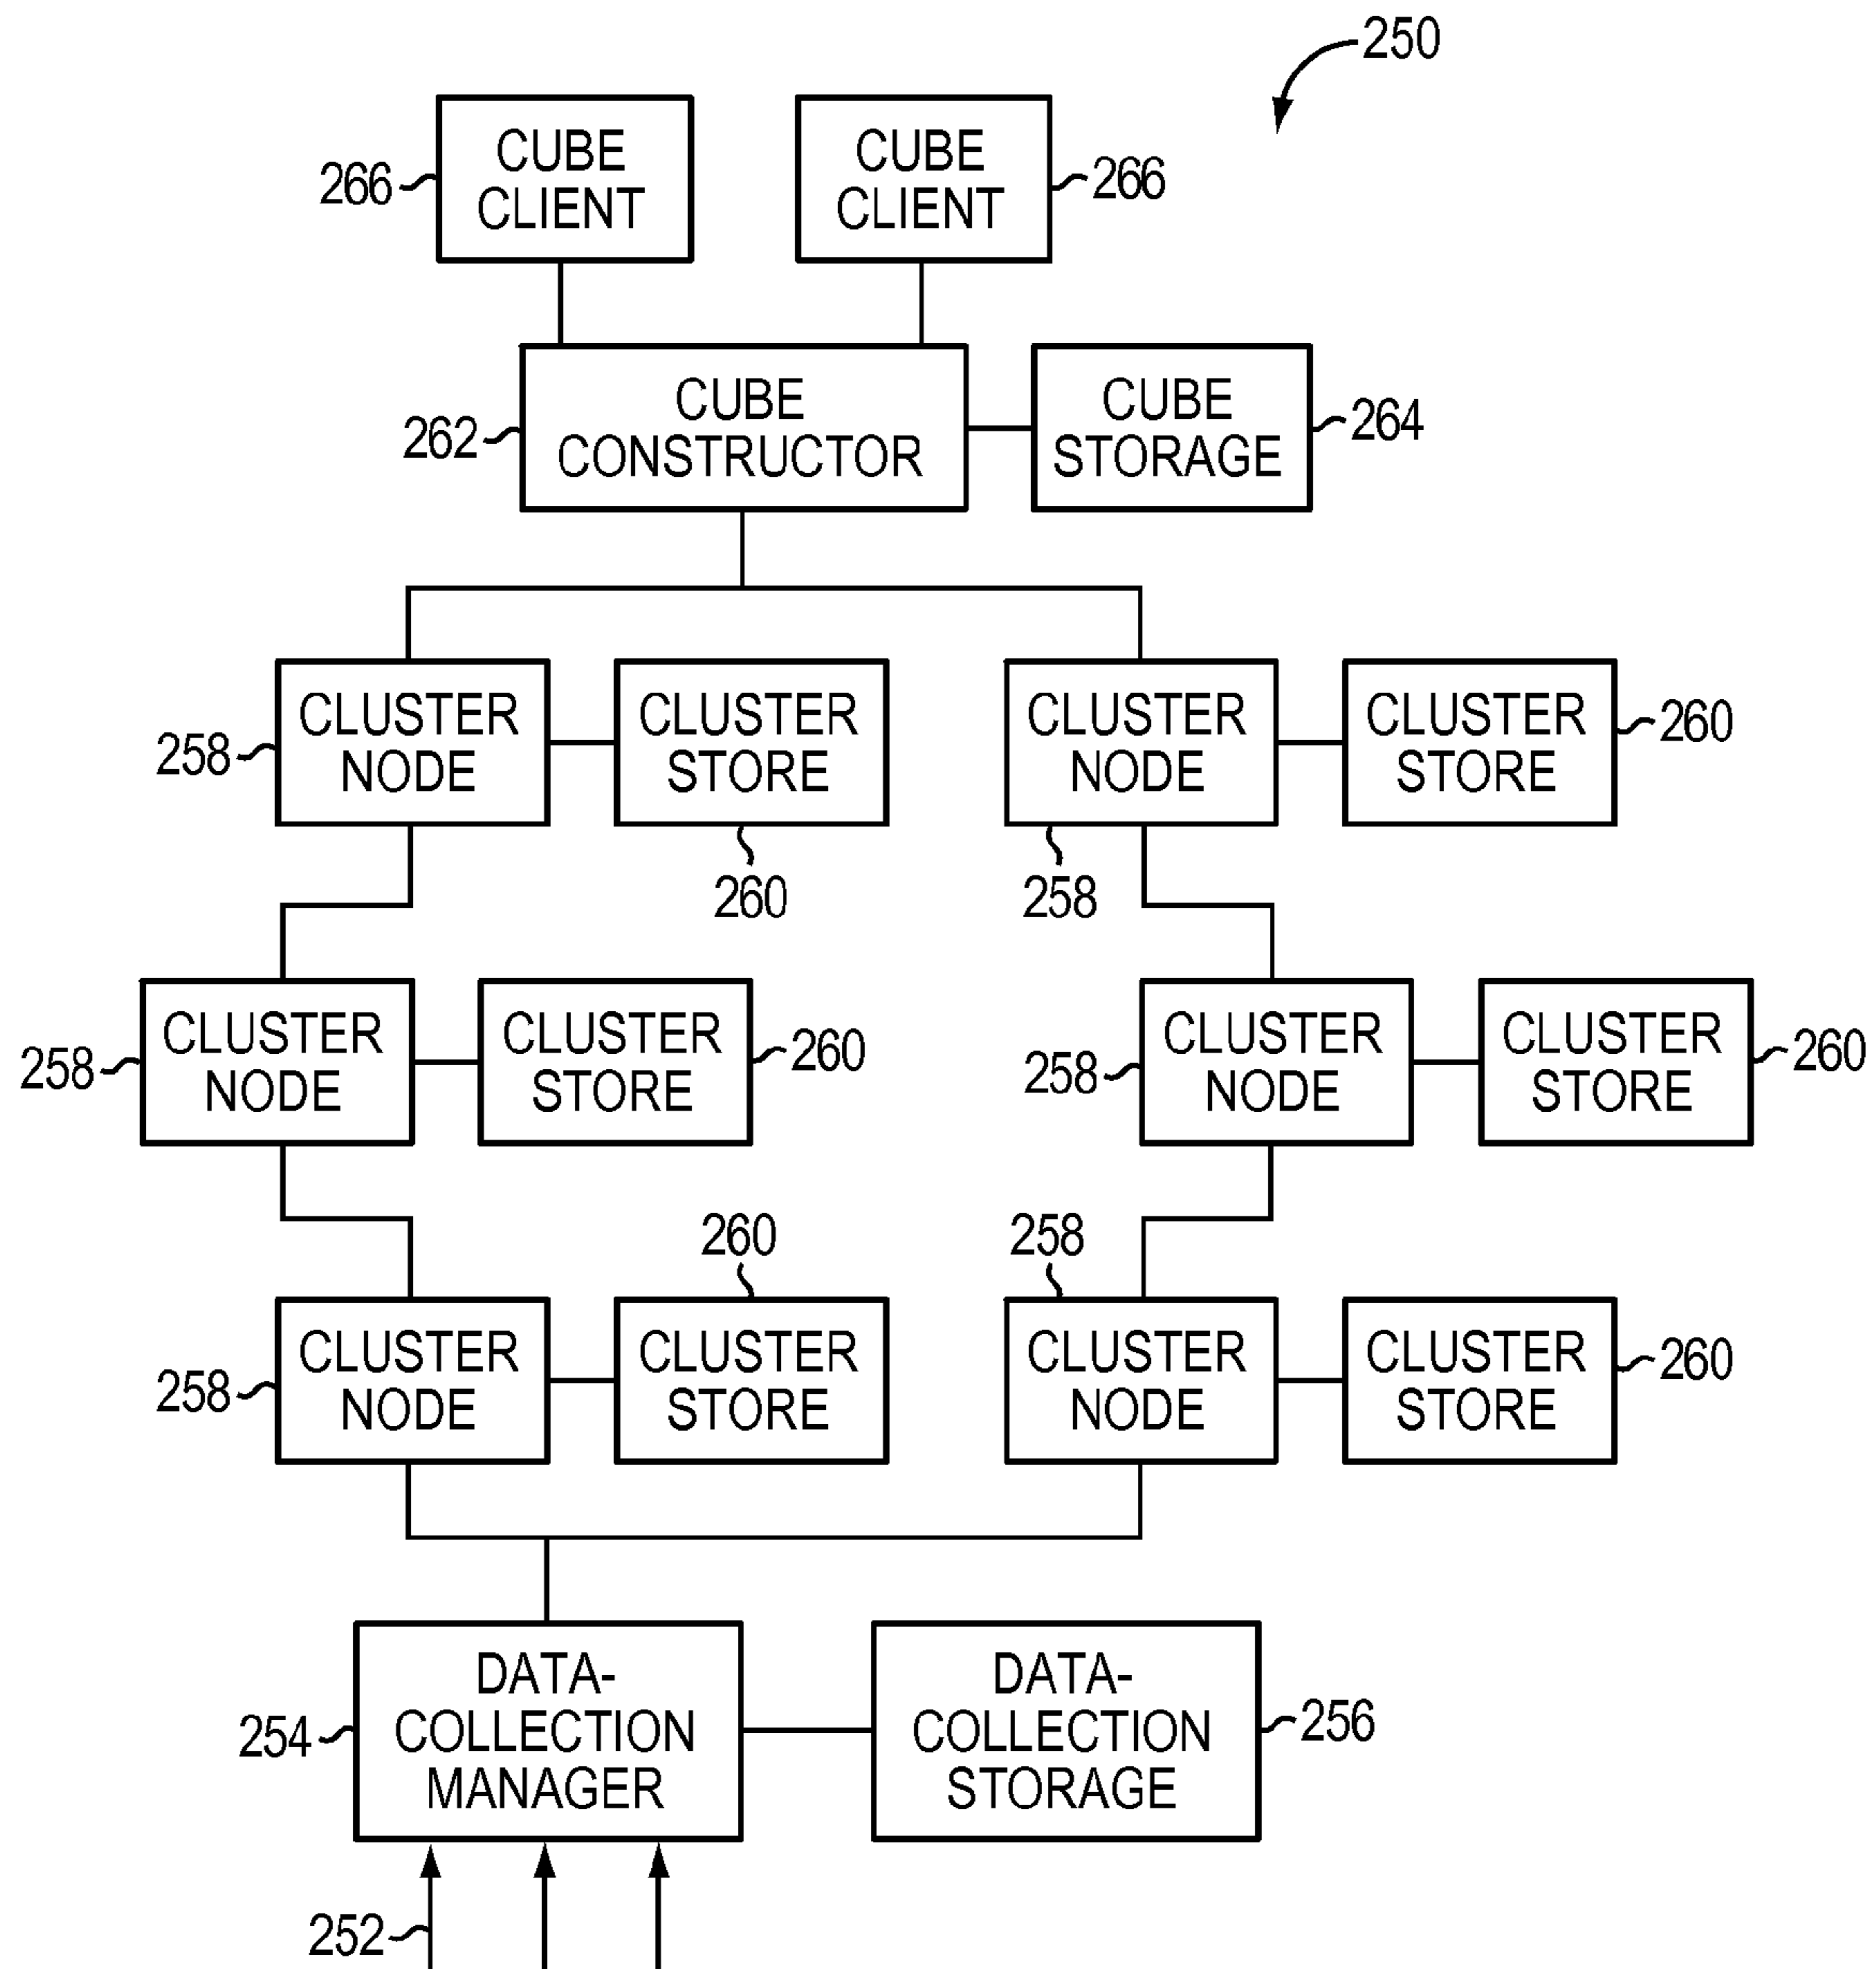 250
CUBE
CLIENT
266
CUBE
CLIENT
266
CUBE
CONSTRUCTOR
262
CUBE
STORAGE
264
CLUSTER
NODE
258
CLUSTER
STORE
260
CLUSTER
NODE
258
CLUSTER
STORE
260
CLUSTER
NODE
258
CLUSTER
STORE
260
CLUSTER
NODE
258
CLUSTER
STORE
260
CLUSTER
NODE
258
CLUSTER
STORE
260
CLUSTER
NODE
258
CLUSTER
STORE
260
DATA-
COLLECTION
MANAGER
254
DATA-
COLLECTION
STORAGE
256
252